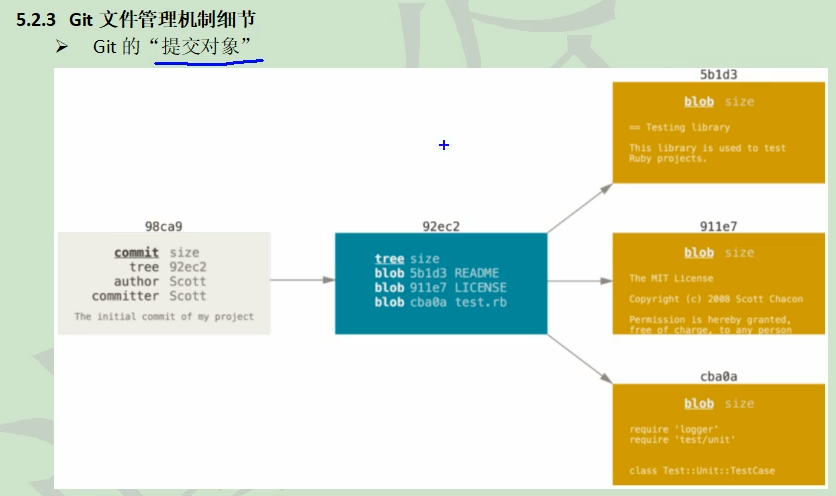 5.2.3 Git 文件管理机制细节
➢ Git 的“提交对象”
98ca9
commit size
tree 92ec2
author Scott
committer Scott
The initial commit of my project
92ec2
tree size
blob 5b1d3 README
blob 911e7 LICENSE
blob cba0a test.rb
5b1d3
blob size
== Testing library
This library is used to test
Ruby projects.
911e7
blob size
The MIT License
Copyright (c) 2008 Scott Chacon
Permission is hereby granted,
free of charge, to any person
cba0a
blob size
require 'logger'
require 'test/unit'
class Test::Unit::TestCase